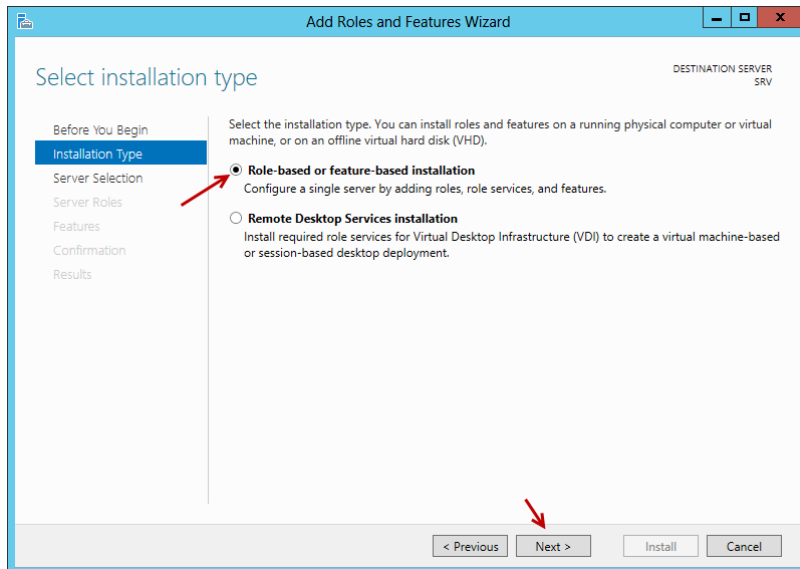 Add Roles and Features Wizard
Select installation type
DESTINATION SERVER
SRV
Before You Begin
Installation Type
Server Selection
Server Roles
Features
Confirmation
Results
Select the installation type. You can install roles and features on a running physical computer or virtual
machine, or on an offline virtual hard disk (VHD).
Role-based or feature-based installation
Configure a single server by adding roles, role services, and features.
Remote Desktop Services installation
Install required role services for Virtual Desktop Infrastructure (VDI) to create a virtual machine-based
or session-based desktop deployment.
< Previous
Next >
Install
Cancel